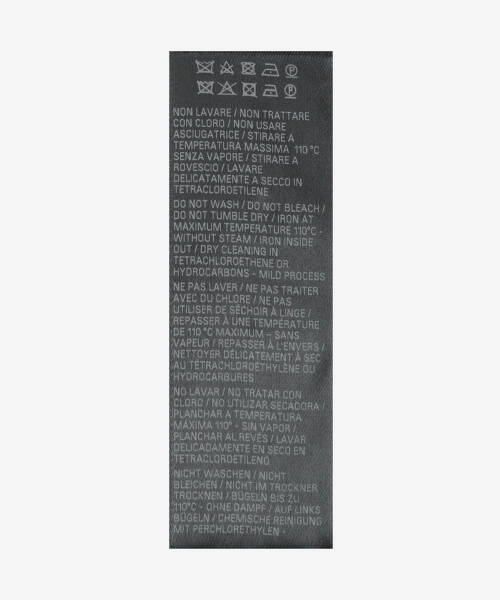 NON LAVARE / NON TRATTARE
CON CLORO / NON USARE
ASCIUGATRICE / STIRARE A
TEMPERATURA MASSIMA 110 °C
SENZA VAPORE / STIRARE A
ROVESCIO / LAVARE
DELICATAMENTE A SECCO IN
TETRACLOROETILENE
DO NOT WASH / DO NOT BLEACH /
DO NOT TUMBLE DRY / IRON AT
MAXIMUM TEMPERATURE 110°C -
WITHOUT STEAM / IRON INSIDE
OUT / DRY CLEANING IN
TETRACHLOROETHENE OR
HYDROCARBONS - MILD PROCESS
NE PAS LAVER / NE PAS TRAITER
AVEC DU CHLORE / NE PAS
UTILISER DE SÈCHOIR À LINGE /
REPASSER À UNE TEMPÉRATURE
DE 110 °C MAXIMUM – SANS
VAPEUR / REPASSER À L'ENVERS /
NETTOYER DÉLICATEMENT À SEC
AU TÉTRACHLOROÉTHYLÈNE OU
HYDROCARBURES
NO LAVAR / NO TRATAR CON
CLORO / NO UTILIZAR SECADORA /
PLANCHAR A TEMPERATURA
MÁXIMA 110° - SIN VAPOR /
PLANCHAR AL REVÉS / LAVAR
DELICADAMENTE EN SECO EN
TETRACLOROETILENO
NICHT WASCHEN / NICHT
BLEICHEN / NICHT IM TROCKNER
TROCKNEN / BÜGELN BIS ZU
110°C - OHNE DAMPF / AUF LINKS
BÜGELN / CHEMISCHE REINIGUNG
MIT PERCHLORETHYLEN -